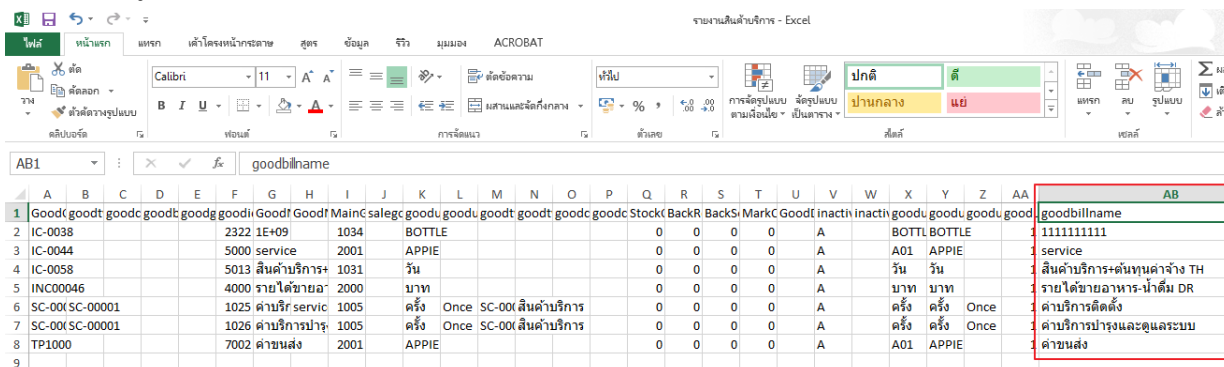 รายงานสินค้าบริการ - Excel
ไฟล์ หน้าแรก แทรก เค้าโครงหน้ากระดาษ สูตร ข้อมูล รีวิว มุมมอง ACROBAT
วาง ตัด คัดลอก ตัวคัดวางรูปแบบ
Calibri 11
B I U A
ตัดข้อความ
ผสานและจัดกึ่งกลาง
ทั่วไป
% ,
การจัดรูปแบบตามเงื่อนไข จัดรูปแบบเป็นตาราง
ปกติ ดี
ปานกลาง แย่
แทรก ลบ รูปแบบ
คลิปบอร์ด ฟอนต์ การจัดแนว ตัวเลข สไตล์ เซลล์
AB1 fx goodbillname
A B C D E F G H I J K L M N O P Q R S T U V W X Y Z AA AB
1 goodt goodc goodb goodg goodi MainG salegc goodu goodu goodt goodt goodc goodc BackR inactiv inactiv goodu goodu goodu good goodbillname
2 IC-0038 2322 1E+09 1034 BOTTLE 0 0 0 0 A BOTTL BOTTLE 1 1111111111
3 IC-0044 5000 service 2001 APPIE 0 0 0 0 A A01 APPIE 1 service
4 IC-0058 5013 สินค้าบริการ+ 1031 วัน 0 0 0 0 A วัน วัน 1 สินค้าบริการ+ต้นทุนค่าจ้าง TH
5 INC00046 4000 รายได้ขายอา 2000 บาท 0 0 0 0 A บาท บาท 1 รายได้ขายอาหาร-น้ำดื่ม DR
6 SC-00( SC-00001 1025 ค่าบริก servic 1005 ครั้ง Once SC-00( สินค้าบริการ 0 0 0 0 A ครั้ง ครั้ง Once 1 ค่าบริการติดตั้ง
7 SC-00( SC-00001 1026 ค่าบริการบำรุง 1005 ครั้ง Once SC-00( สินค้าบริการ 0 0 0 0 A ครั้ง ครั้ง Once 1 ค่าบริการบำรุงและดูแลระบบ
8 TP1000 7002 ค่าขนส่ง 2001 APPIE 0 0 0 0 A A01 APPIE 1 ค่าขนส่ง
9